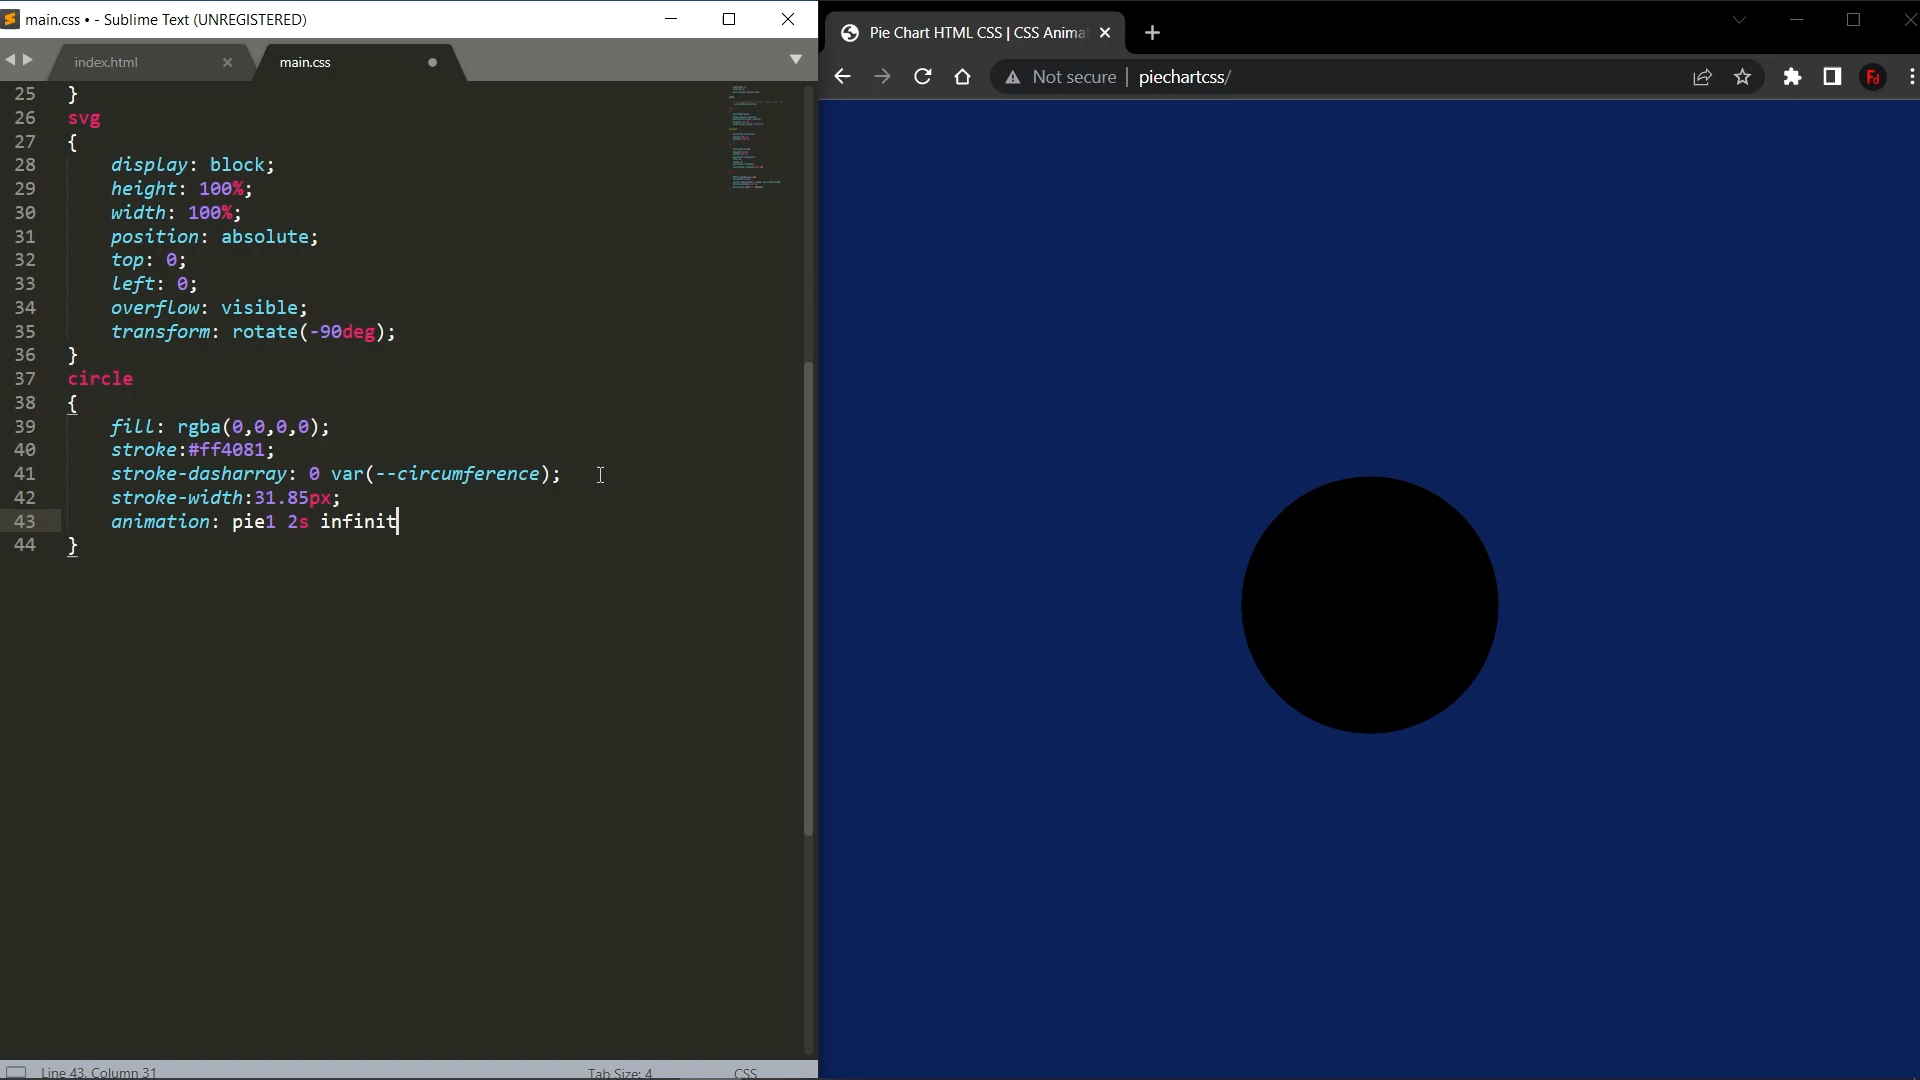 main.css • - Sublime Text (UNREGISTERED)
index.html
main.css
25 }
26 svg
27 {
28 display: block;
29 height: 100%;
30 width: 100%;
31 position: absolute;
32 top: 0;
33 left: 0;
34 overflow: visible;
35 transform: rotate(-90deg);
36 }
37 circle
38 {
39 fill: rgba(0,0,0,0);
40 stroke:#ff4081;
41 stroke-dasharray: 0 var(--circumference);
42 stroke-width:31.85px;
43 animation: pie1 2s infinit
44 }
Line 43, Column 31
Tab Size: 4
CSS
Pie Chart HTML CSS | CSS Anima
Not secure
piechartcss/
Fd